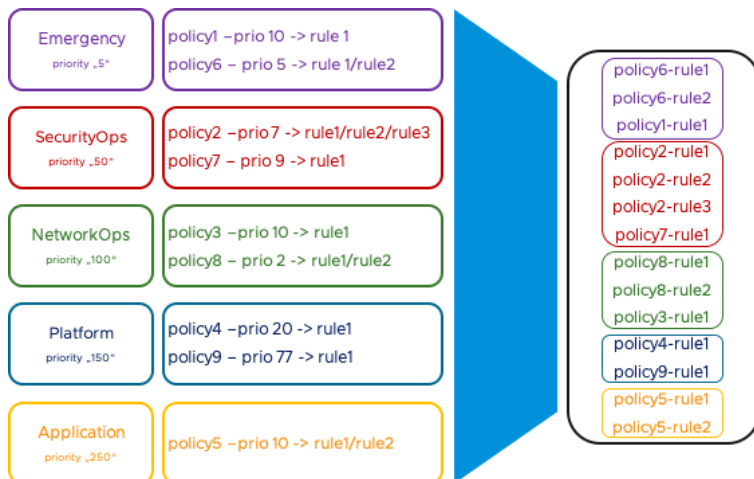 Emergency
priority „5"
policy1 –prio 10 -> rule 1
policy6 – prio 5 -> rule 1/rule2
SecurityOps
priority „50"
policy2 –prio 7 -> rule1/rule2/rule3
policy7 – prio 9 -> rule1
NetworkOps
priority „100"
policy3 –prio 10 -> rule1
policy8 – prio 2 -> rule1/rule2
Platform
priority „150"
policy4 –prio 20 -> rule1
policy9 – prio 77 -> rule1
Application
priority „250"
policy5 –prio 10 -> rule1/rule2
policy6-rule1
policy6-rule2
policy1-rule1
policy2-rule1
policy2-rule2
policy2-rule3
policy7-rule1
policy8-rule1
policy8-rule2
policy3-rule1
policy4-rule1
policy9-rule1
policy5-rule1
policy5-rule2